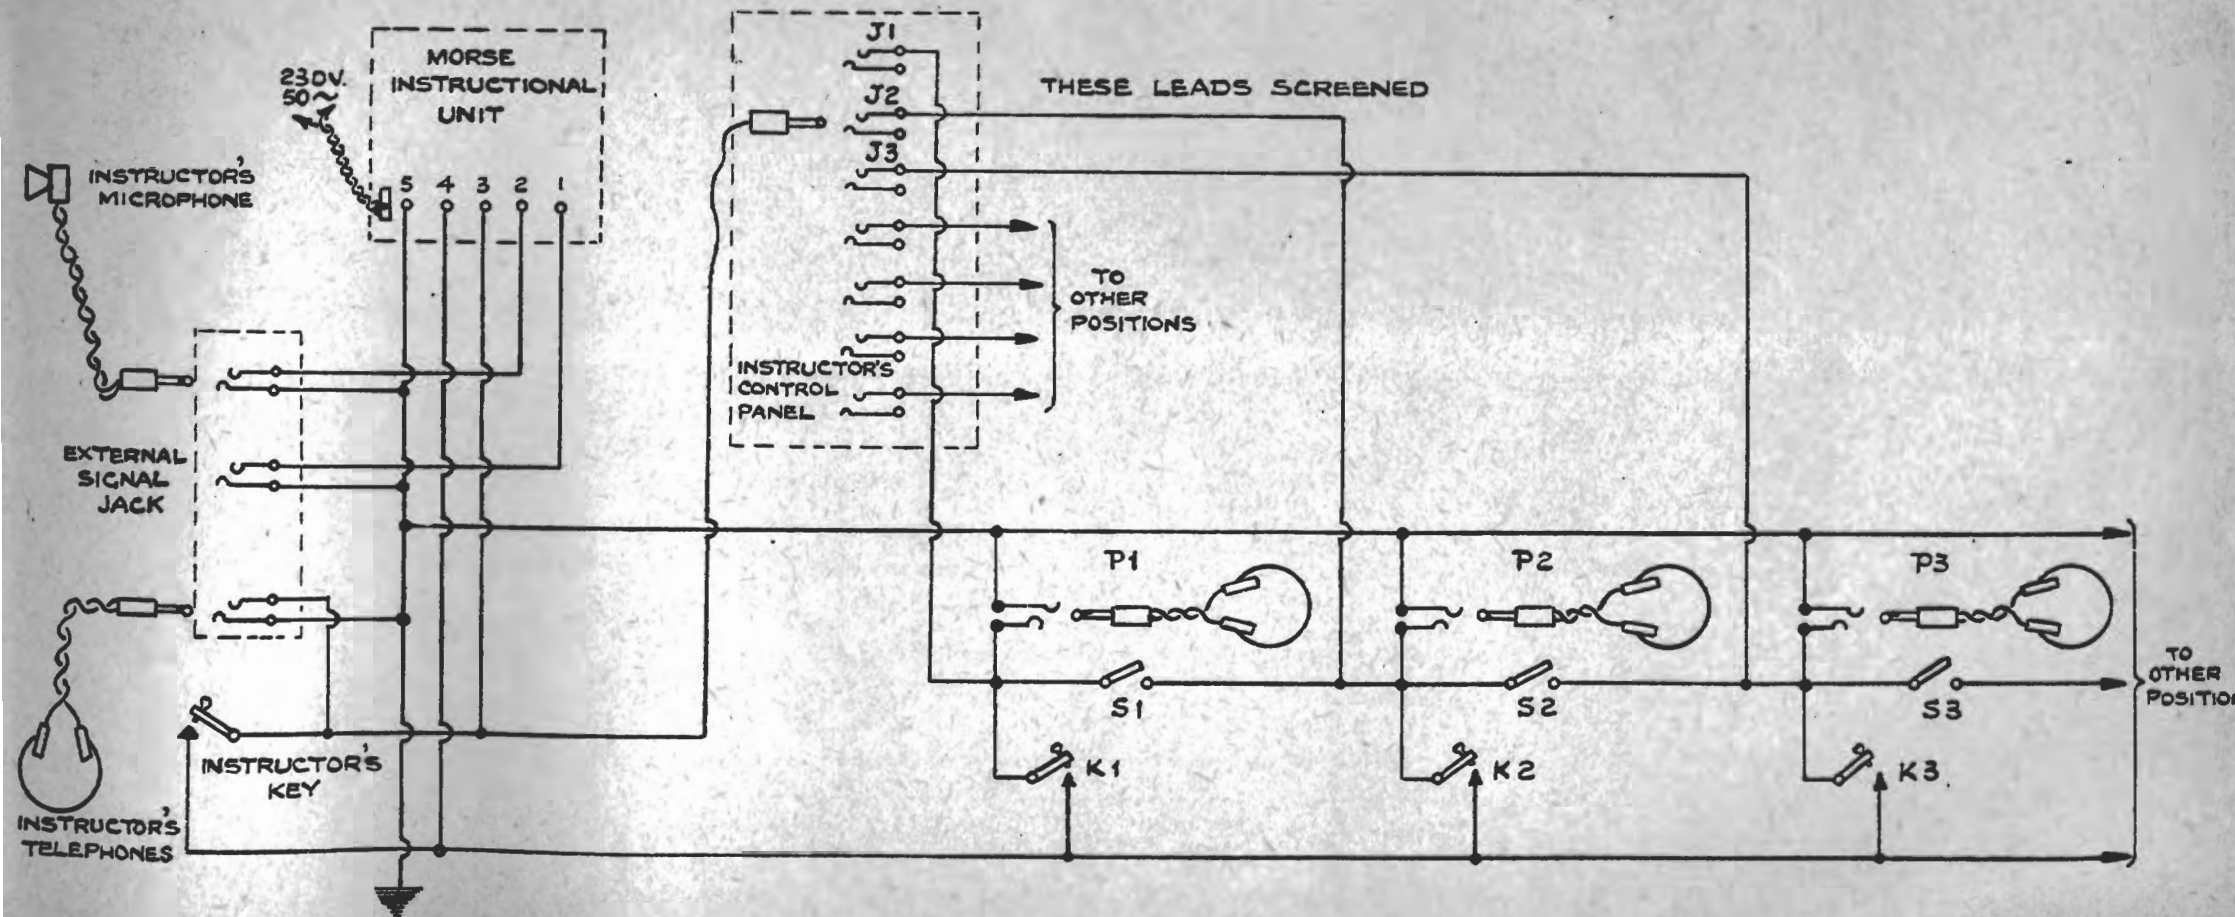 MORSE
INSTRUCTIONAL
UNIT
230V.
50~
5 4 3 2 1
INSTRUCTOR'S
MICROPHONE
EXTERNAL
SIGNAL
JACK
INSTRUCTOR'S
KEY
INSTRUCTOR'S
TELEPHONES
J1
J2
J3
THESE LEADS SCREENED
TO
OTHER
POSITIONS
INSTRUCTOR'S
CONTROL
PANEL
P1
S1
K1
P2
S2
K2
P3
S3
K3
TO
OTHER
POSITION